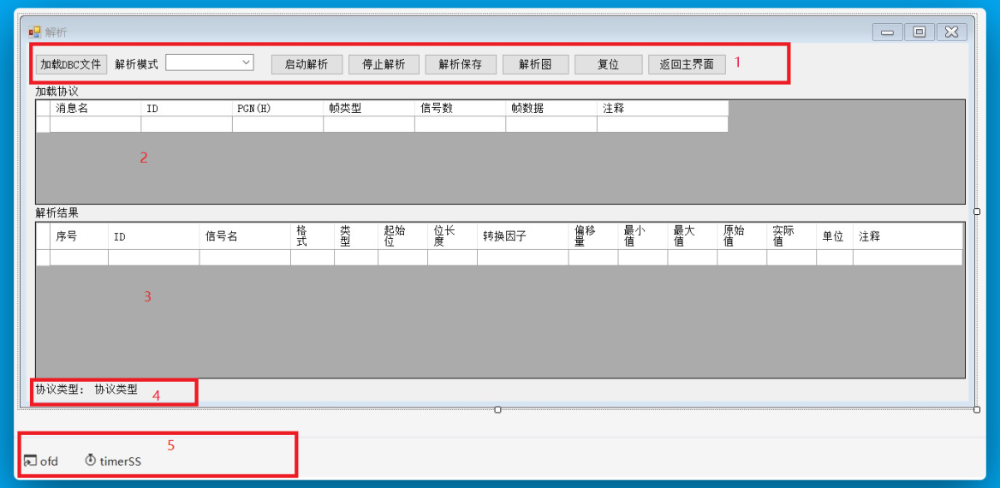 解析
加载DBC文件 解析模式 启动解析 停止解析 解析保存 解析图 复位 返回主界面 1
加载协议
消息名 ID PGN(H) 帧类型 信号数 帧数据 注释
2
解析结果
序号 ID 信号名 格式 类型 起始位 位长度 转换因子 偏移量 最小值 最大值 原始值 实际值 单位 注释
3
协议类型: 协议类型 4
5
ofd timerSS